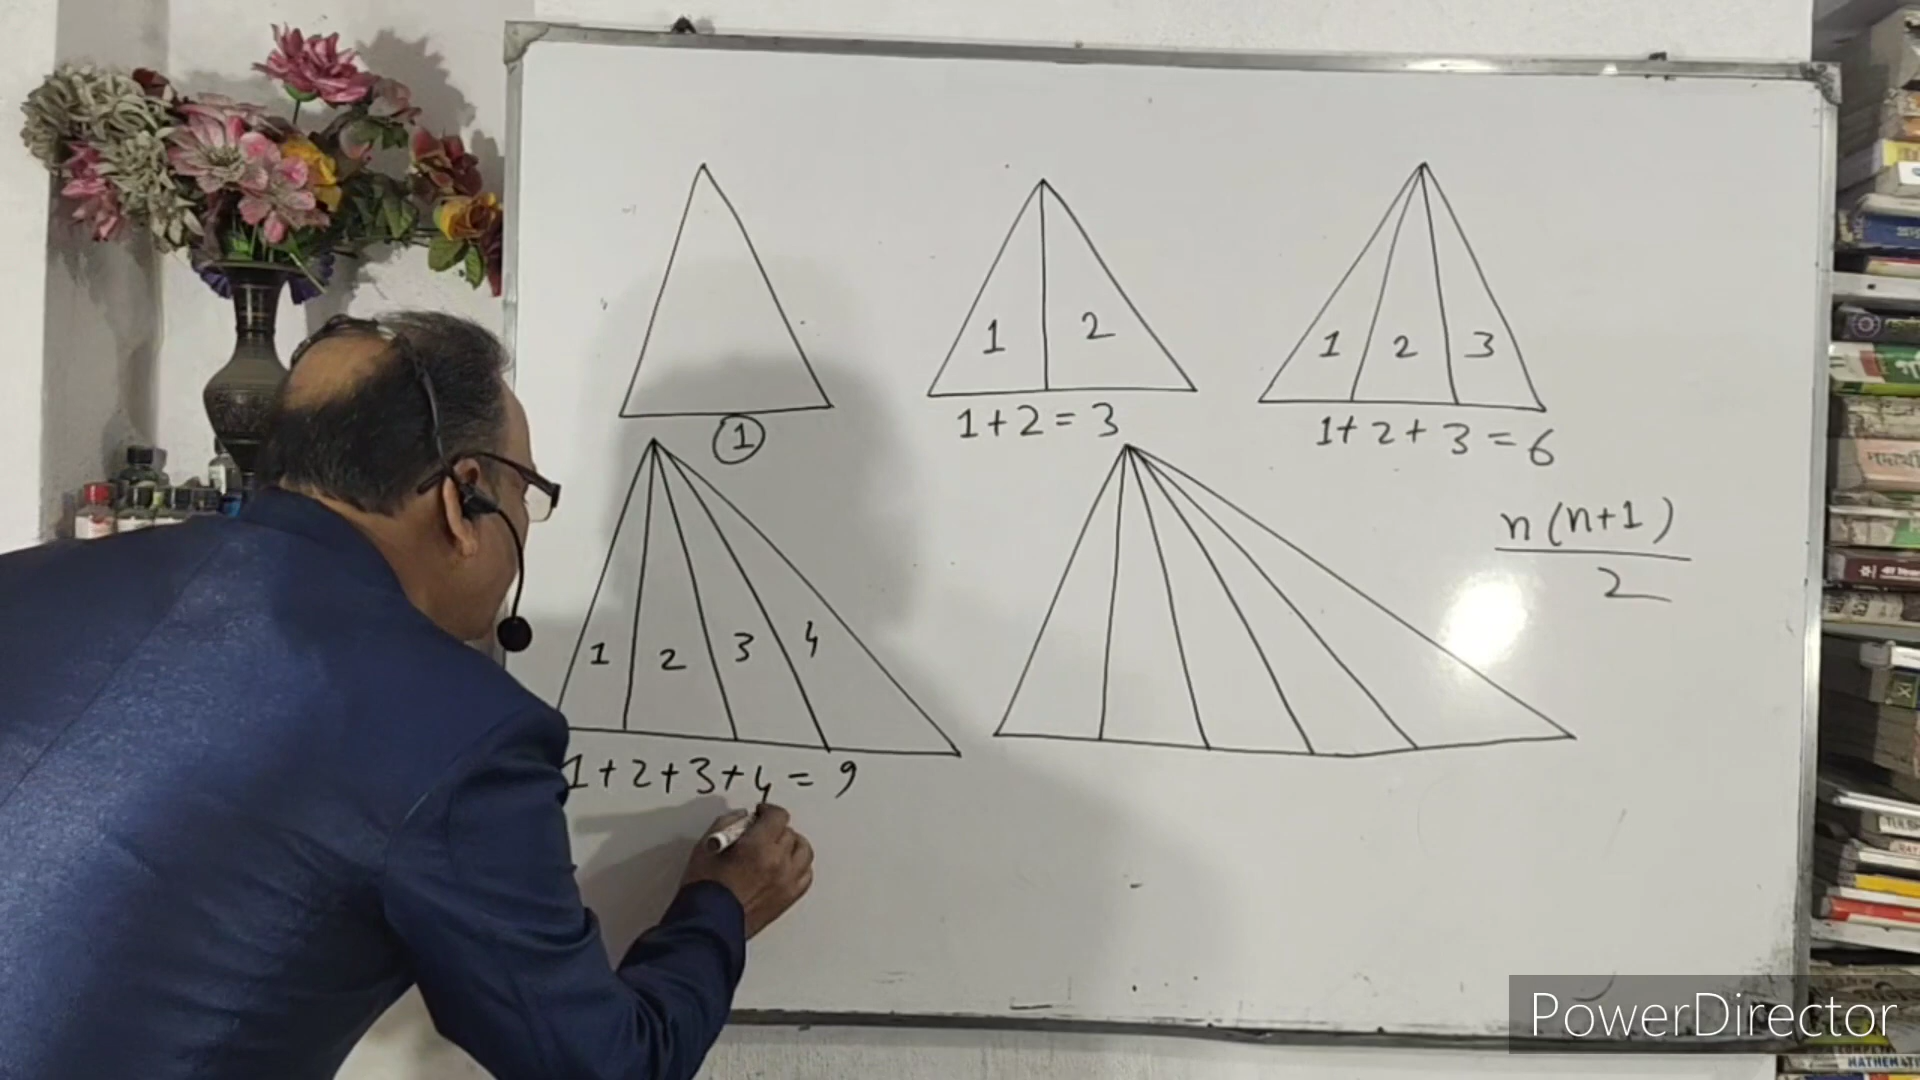 1
1 2
1 2 3
1+2=3
1+2+3=6
n(n+1)
2
1 2 3 4
1+2+3+4=9
PowerDirector
MATHEMATI